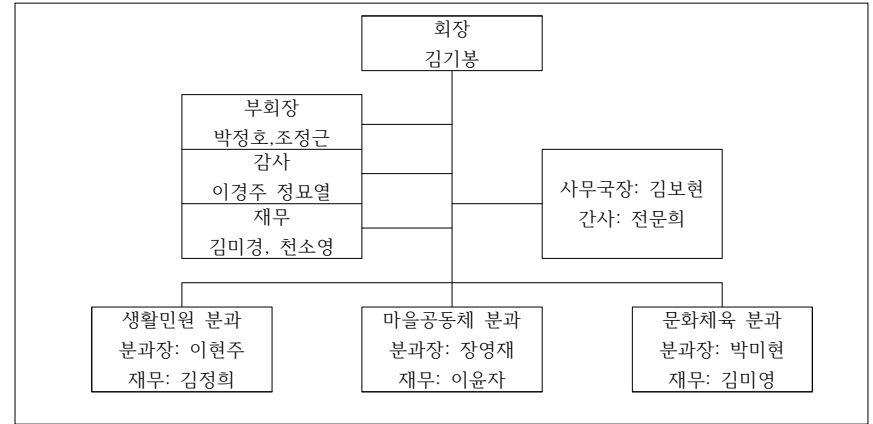 회장
김기봉
부회장
박정호,조정근
감사
이경주 정묘열
재무
김미경, 천소영
사무국장: 김보현
간사: 전문희
생활민원 분과
분과장: 이현주
재무: 김정희
마을공동체 분과
분과장: 장영재
재무: 이윤자
문화체육 분과
분과장: 박미현
재무: 김미영